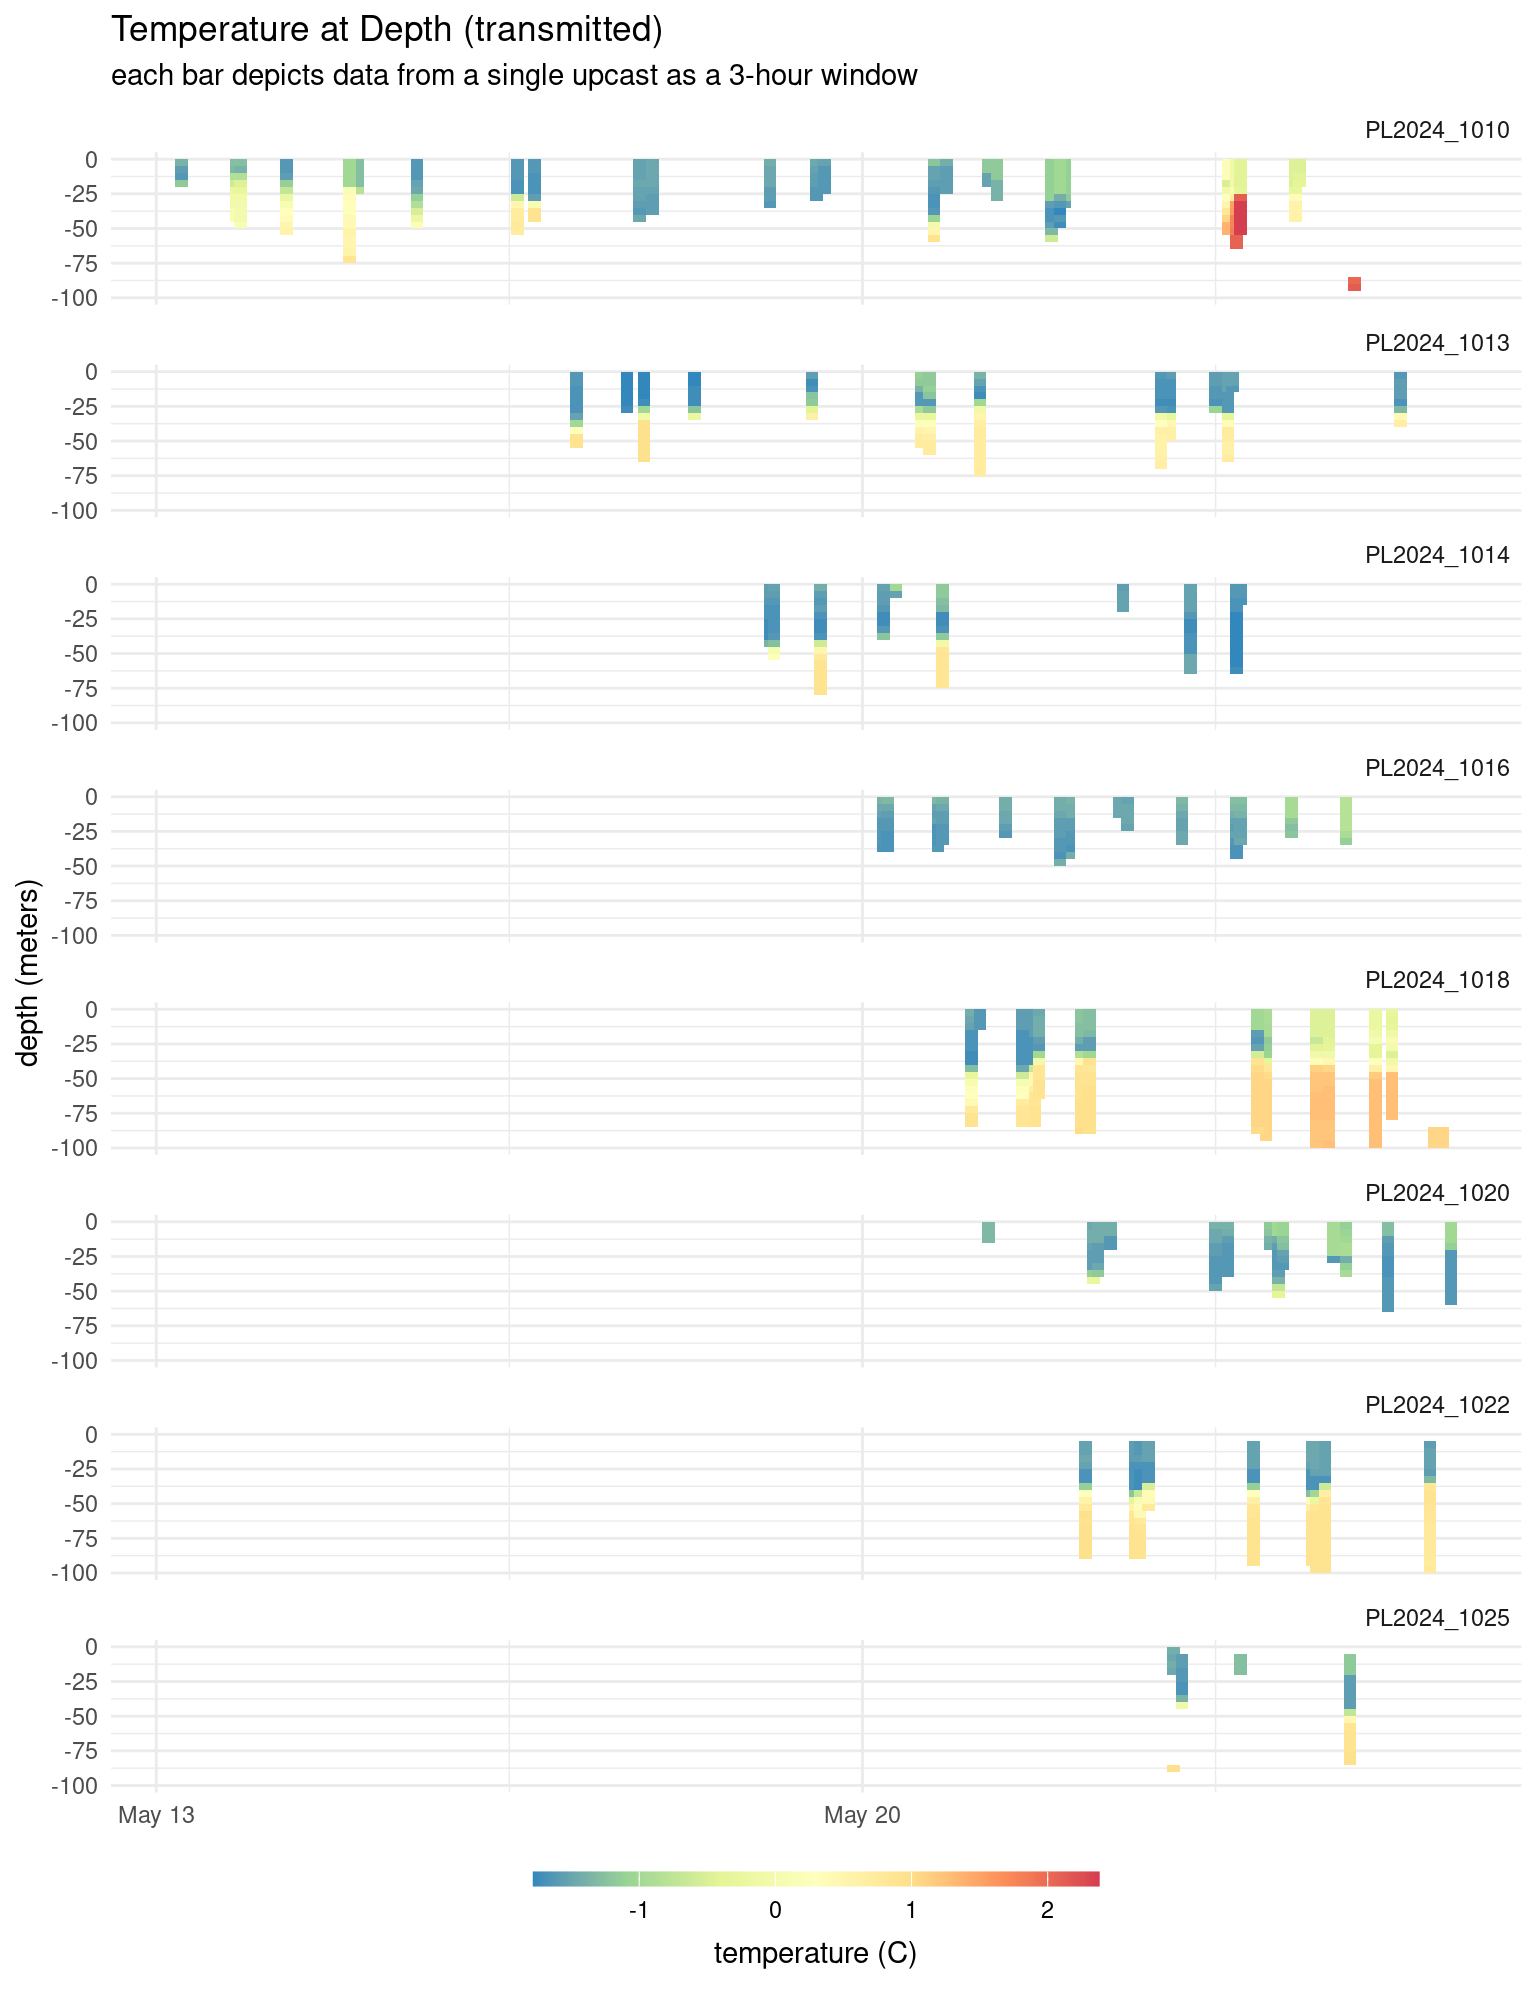 Temperature at Depth (transmitted)
each bar depicts data from a single upcast as a 3-hour window
PL2024_1010
0
-25
-50
-75
-100
PL2024_1013
0
-25
-50
-75
-100
PL2024_1014
0
-25
-50
-75
-100
PL2024_1016
0
-25
-50
-75
-100
depth (meters)
PL2024_1018
0
-25
-50
-75
-100
PL2024_1020
0
-25
-50
-75
-100
PL2024_1022
0
-25
-50
-75
-100
PL2024_1025
0
-25
-50
-75
-100
May 13 May 20
-1 0 1 2
temperature (C)